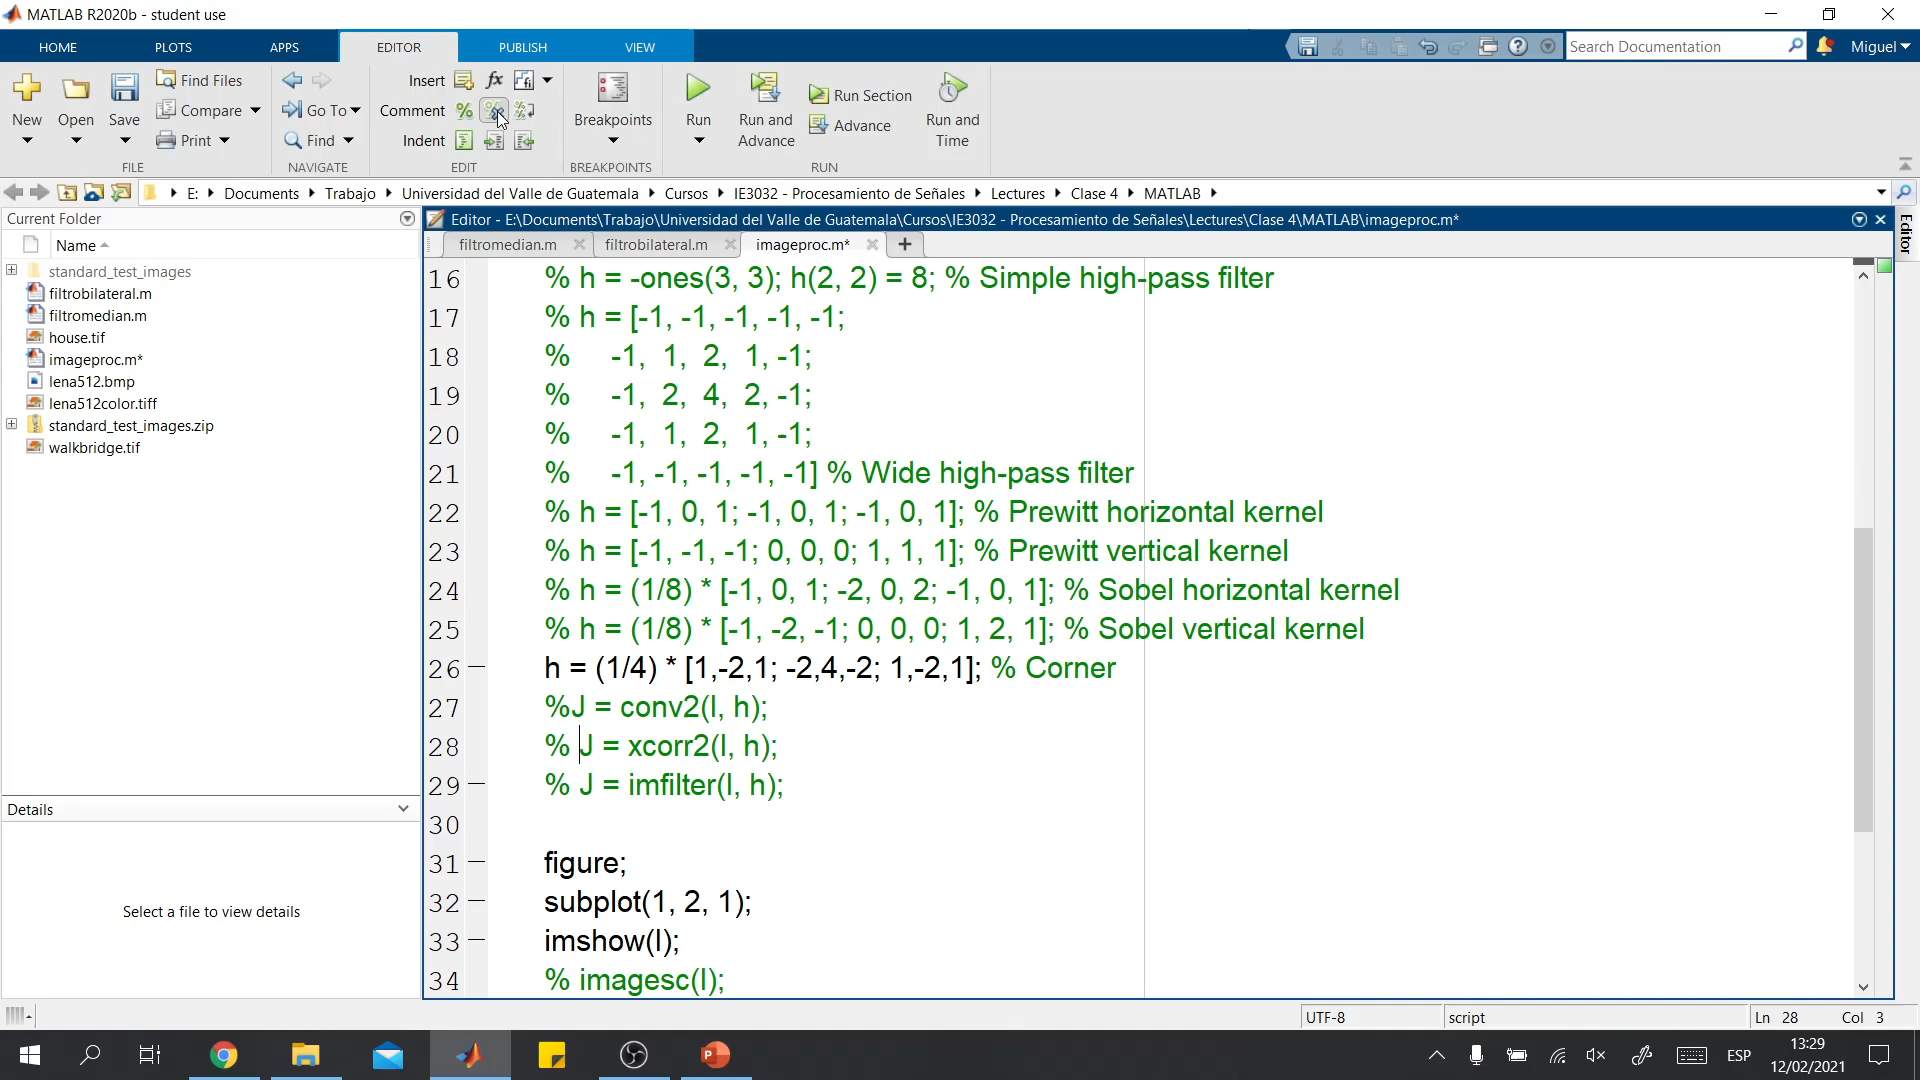 MATLAB R2020b - student use
HOME PLOTS APPS EDITOR PUBLISH VIEW
Search Documentation
Miguel
New
Open
Save
Find Files
Compare
Print
FILE
Go To
Find
NAVIGATE
Insert
Comment
Indent
EDIT
Breakpoints
BREAKPOINTS
Run
Run and Advance
Run Section
Advance
Run and Time
RUN
E: Documents Trabajo Universidad del Valle de Guatemala Cursos IE3032 - Procesamiento de Señales Lectures Clase 4 MATLAB
Current Folder
Name
standard_test_images
filtrobilateral.m
filtromedian.m
house.tif
imageproc.m*
lena512.bmp
lena512color.tiff
standard_test_images.zip
walkbridge.tif
Details
Select a file to view details
Editor - E:\Documents\Trabajo\Universidad del Valle de Guatemala\Cursos\IE3032 - Procesamiento de Señales\Lectures\Clase 4\MATLAB\imageproc.m*
Editor
filtromedian.m filtrobilateral.m imageproc.m*
16 % h = -ones(3, 3); h(2, 2) = 8; % Simple high-pass filter
17 % h = [-1, -1, -1, -1, -1;
18 % -1, 1, 2, 1, -1;
19 % -1, 2, 4, 2, -1;
20 % -1, 1, 2, 1, -1;
21 % -1, -1, -1, -1, -1] % Wide high-pass filter
22 % h = [-1, 0, 1; -1, 0, 1; -1, 0, 1]; % Prewitt horizontal kernel
23 % h = [-1, -1, -1; 0, 0, 0; 1, 1, 1]; % Prewitt vertical kernel
24 % h = (1/8) * [-1, 0, 1; -2, 0, 2; -1, 0, 1]; % Sobel horizontal kernel
25 % h = (1/8) * [-1, -2, -1; 0, 0, 0; 1, 2, 1]; % Sobel vertical kernel
26 h = (1/4) * [1,-2,1; -2,4,-2; 1,-2,1]; % Corner
27 %J = conv2(I, h);
28 % J = xcorr2(I, h);
29 % J = imfilter(I, h);
30
31 figure;
32 subplot(1, 2, 1);
33 imshow(I);
34 % imagesc(I);
UTF-8 script Ln 28 Col 3
ESP
13:29
12/02/2021